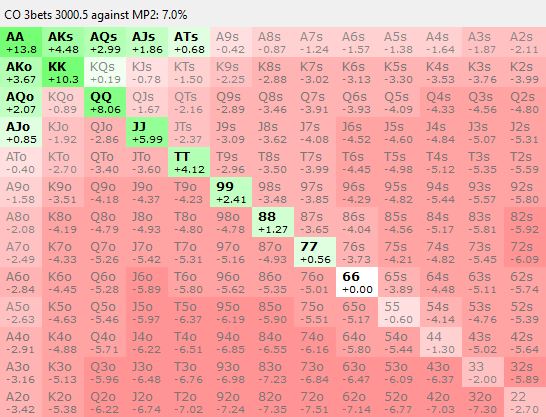 CO 3bets 3000.5 against MP2: 7.0%
AA AKs AQs AJs ATs A9s A8s A7s A6s A5s A4s A3s A2s
+13.8 +4.48 +2.99 +1.86 +0.68 -0.42 -0.87 -1.24 -1.57 -1.38 -1.64 -1.87 -2.11
AKo KK KQs KJs KTs K9s K8s K7s K6s K5s K4s K3s K2s
+3.67 +10.3 +0.19 -0.78 -1.50 -2.25 -2.88 -3.02 -3.13 -3.30 -3.53 -3.76 -3.99
AQo KQo QQ QJs QTs Q9s Q8s Q7s Q6s Q5s Q4s Q3s Q2s
+2.07 -0.89 +8.06 -1.67 -2.16 -2.89 -3.46 -3.91 -3.93 -4.09 -4.33 -4.56 -4.80
AJo KJo QJo JJ JTs J9s J8s J7s J6s J5s J4s J3s J2s
+0.85 -1.92 -2.86 +5.99 -2.37 -3.09 -3.62 -4.08 -4.52 -4.60 -4.84 -5.07 -5.31
ATo KTo QTo JTo TT T9s T8s T7s T6s T5s T4s T3s T2s
-0.40 -2.70 -3.40 -3.60 +4.12 -2.96 -3.50 -3.99 -4.45 -4.98 -5.12 -5.35 -5.59
A9o K9o Q9o J9o T9o 99 98s 97s 96s 95s 94s 93s 92s
-1.58 -3.51 -4.18 -4.37 -4.23 +2.41 -3.48 -3.85 -4.29 -4.82 -5.44 -5.57 -5.80
A8o K8o Q8o J8o T8o 98o 88 87s 86s 85s 84s 83s 82s
-2.08 -4.19 -4.79 -4.93 -4.80 -4.78 +1.27 -3.65 -4.04 -4.56 -5.17 -5.81 -5.92
A7o K7o Q7o J7o T7o 97o 87o 77 76s 75s 74s 73s 72s
-2.49 -4.33 -5.26 -5.42 -5.31 -5.16 -4.93 +0.56 -3.73 -4.21 -4.82 -5.45 -6.09
A6o K6o Q6o J6o T6o 96o 86o 76o 66 65s 64s 63s 62s
-2.84 -4.45 -5.28 -5.89 -5.80 -5.62 -5.35 -5.01 +0.00 -3.89 -4.48 -5.11 -5.74
A5o K5o Q5o J5o T5o 95o 85o 75o 65o 55 54s 53s 52s
-2.63 -4.63 -5.46 -5.97 -6.37 -6.19 -5.90 -5.51 -5.17 -0.60 -4.14 -4.76 -5.39
A4o K4o Q4o J4o T4o 94o 84o 74o 64o 54o 44 43s 42s
-2.91 -4.88 -5.71 -6.22 -6.51 -6.85 -6.55 -6.16 -5.80 -5.44 -1.30 -5.02 -5.64
A3o K3o Q3o J3o T3o 93o 83o 73o 63o 53o 43o 33 32s
-3.16 -5.13 -5.96 -6.48 -6.76 -6.98 -7.23 -6.84 -6.47 -6.09 -6.37 -2.00 -5.89
A2o K2o Q2o J2o T2o 92o 82o 72o 62o 52o 42o 32o 22
-3.42 -5.38 -6.22 -6.74 -7.02 -7.24 -7.35 -7.51 -7.14 -6.77 -7.03 -7.30 -2.70